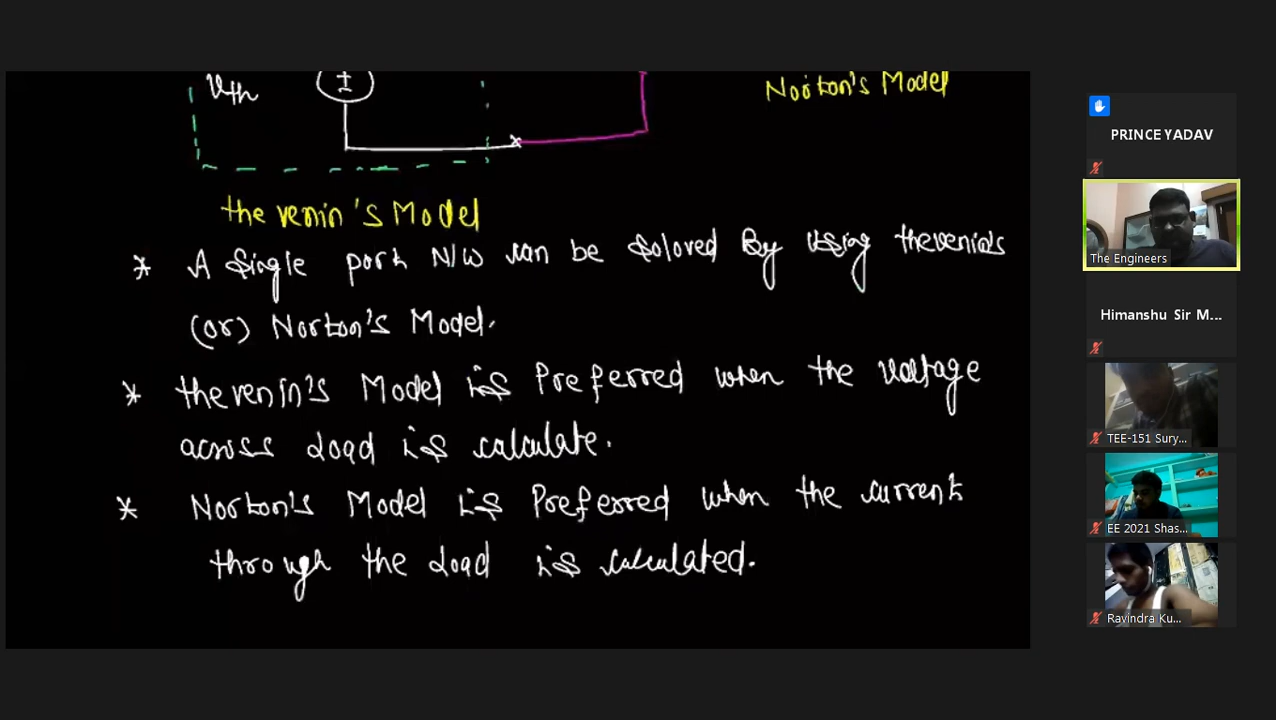 Vth
Norton's Model
thevenin's Model
* A Single port N/W can be soloved By using thevenin's
(or) Norton's Model.
* thevenin's Model is Preferred when the voltage
across load is calculate.
* Norton's Model is Preferred when the current
through the load is calculated.
PRINCE YADAV
The Engineers
Himanshu Sir M...
TEE-151 Sury...
EE 2021 Shas...
Ravindra Ku...